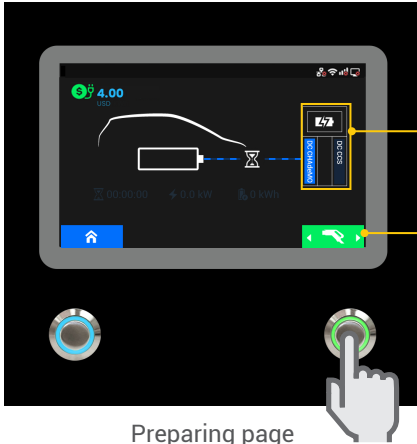 $ 4.00
USD
DC CHAdeMO
DC CCS
00:00:00
0.0 kW
0 kWh
Preparing page